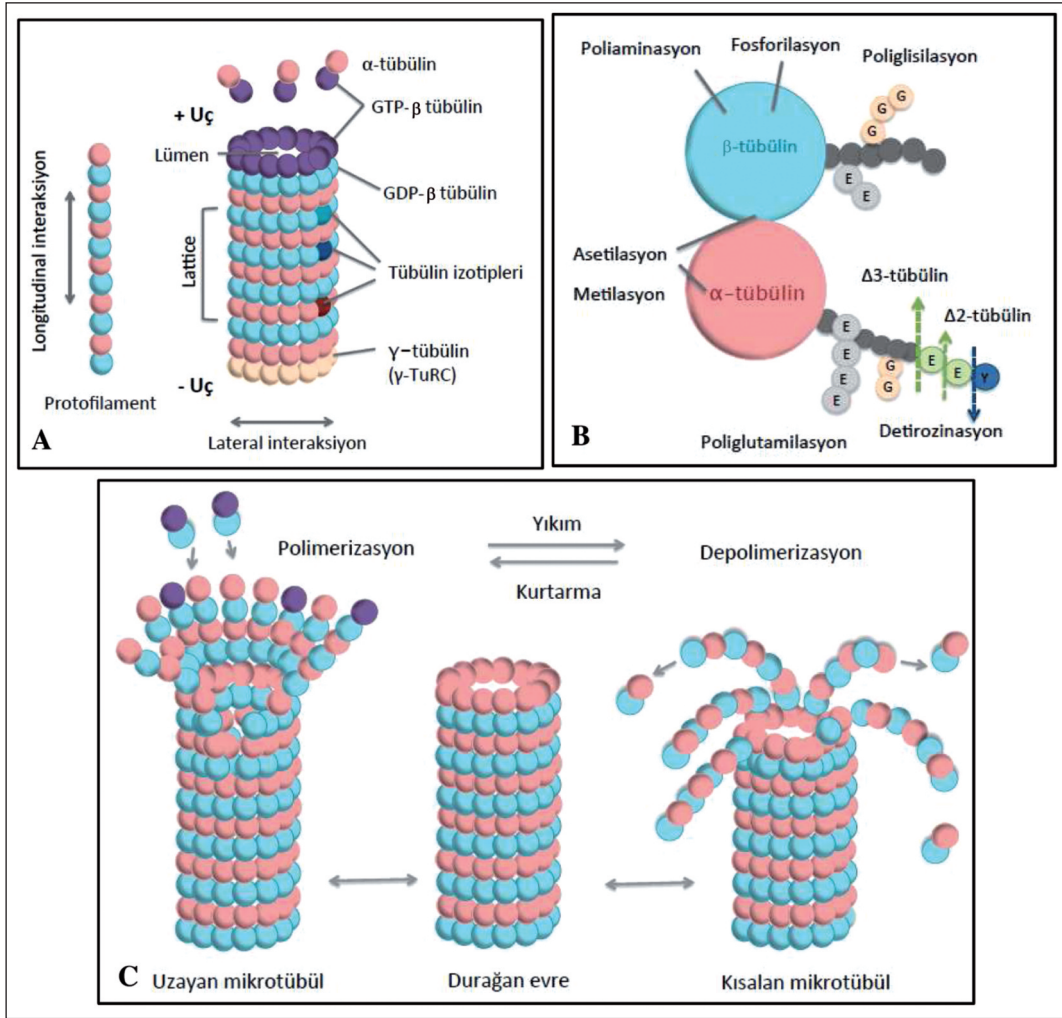 α-tübülin
GTP-β tübülin
+ Uç
Lümen
GDP-β tübülin
Longitudinal interaksiyon
Lattice
Tübülin izotipleri
γ-tübülin
(γ-TuRC)
- Uç
Protofilament
Lateral interaksiyon
A
Poliaminasyon
Fosforilasyon
Poliglisilasyon
G
G
G
β-tübülin
E
E
Asetilasyon
Metilasyon
α-tübülin
Δ3-tübülin
Δ2-tübülin
E
E
E
E
G
G
E
E
Y
Poliglutamilasyon
Detirozinasyon
B
Polimerizasyon
Yıkım
Kurtarma
Depolimerizasyon
C
Uzayan mikrotübül
Durağan evre
Kısalan mikrotübül